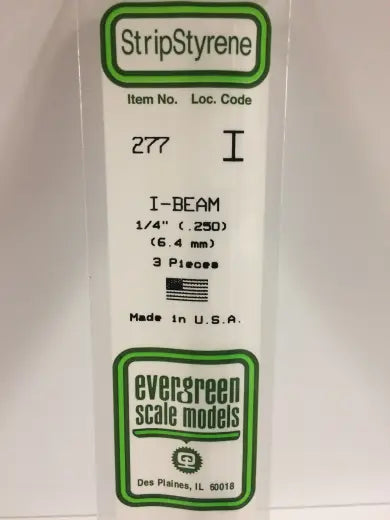 StripStyrene
Item No. Loc. Code
277 I
I-BEAM
1/4" (.250)
(6.4 mm)
3 Pieces
Made in U.S.A.
evergreen
scale models
Des Plaines, IL 60018